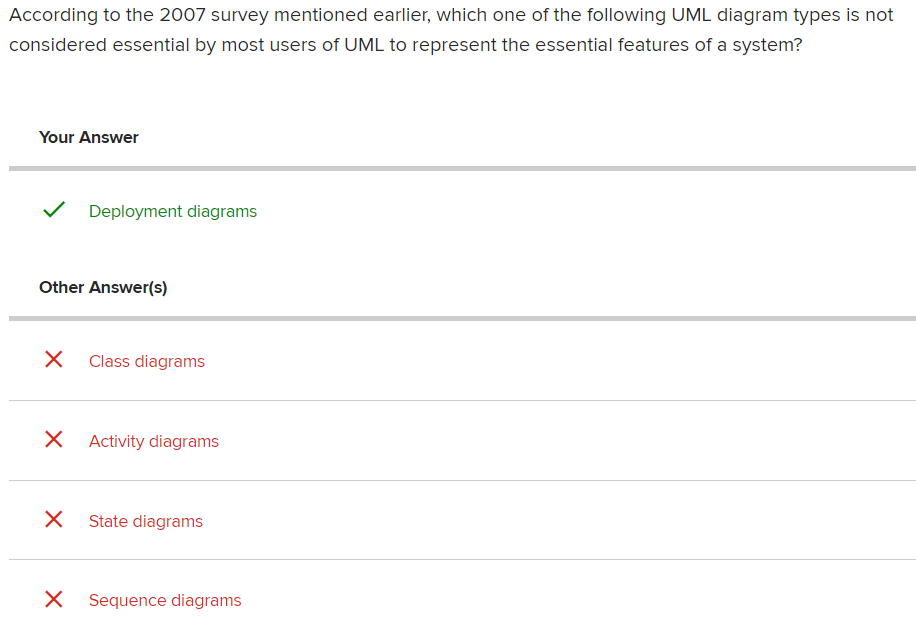 According to the 2007 survey mentioned earlier, which one of the following UML diagram types is not
considered essential by most users of UML to represent the essential features of a system?
Your Answer
Deployment diagrams
Other Answer(s)
Class diagrams
Activity diagrams
State diagrams
Sequence diagrams